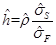 ĥ = ρ̂ σ̂_S / σ̂_F